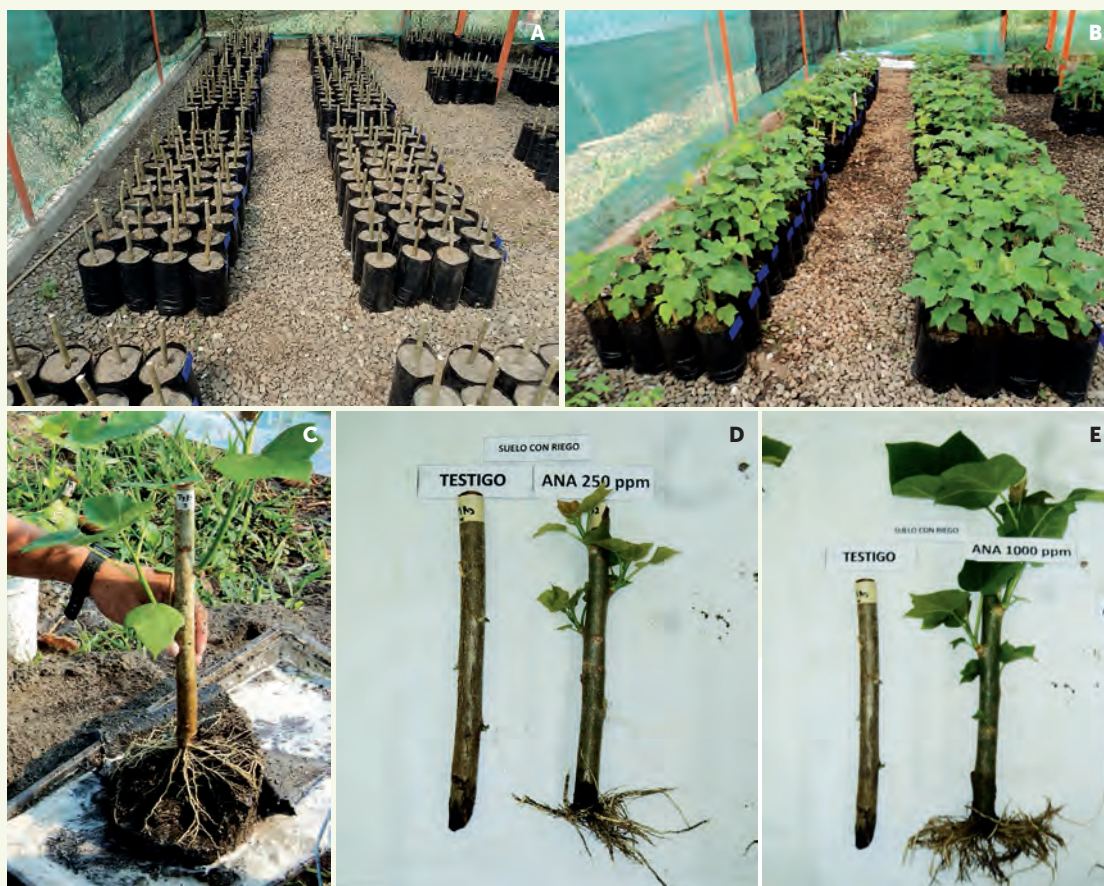 A
B
C
D
SUELO CON RIEGO
TESTIGO ANA 250 ppm
E
SUELO CON RIEGO
TESTIGO
ANA 1000 ppm